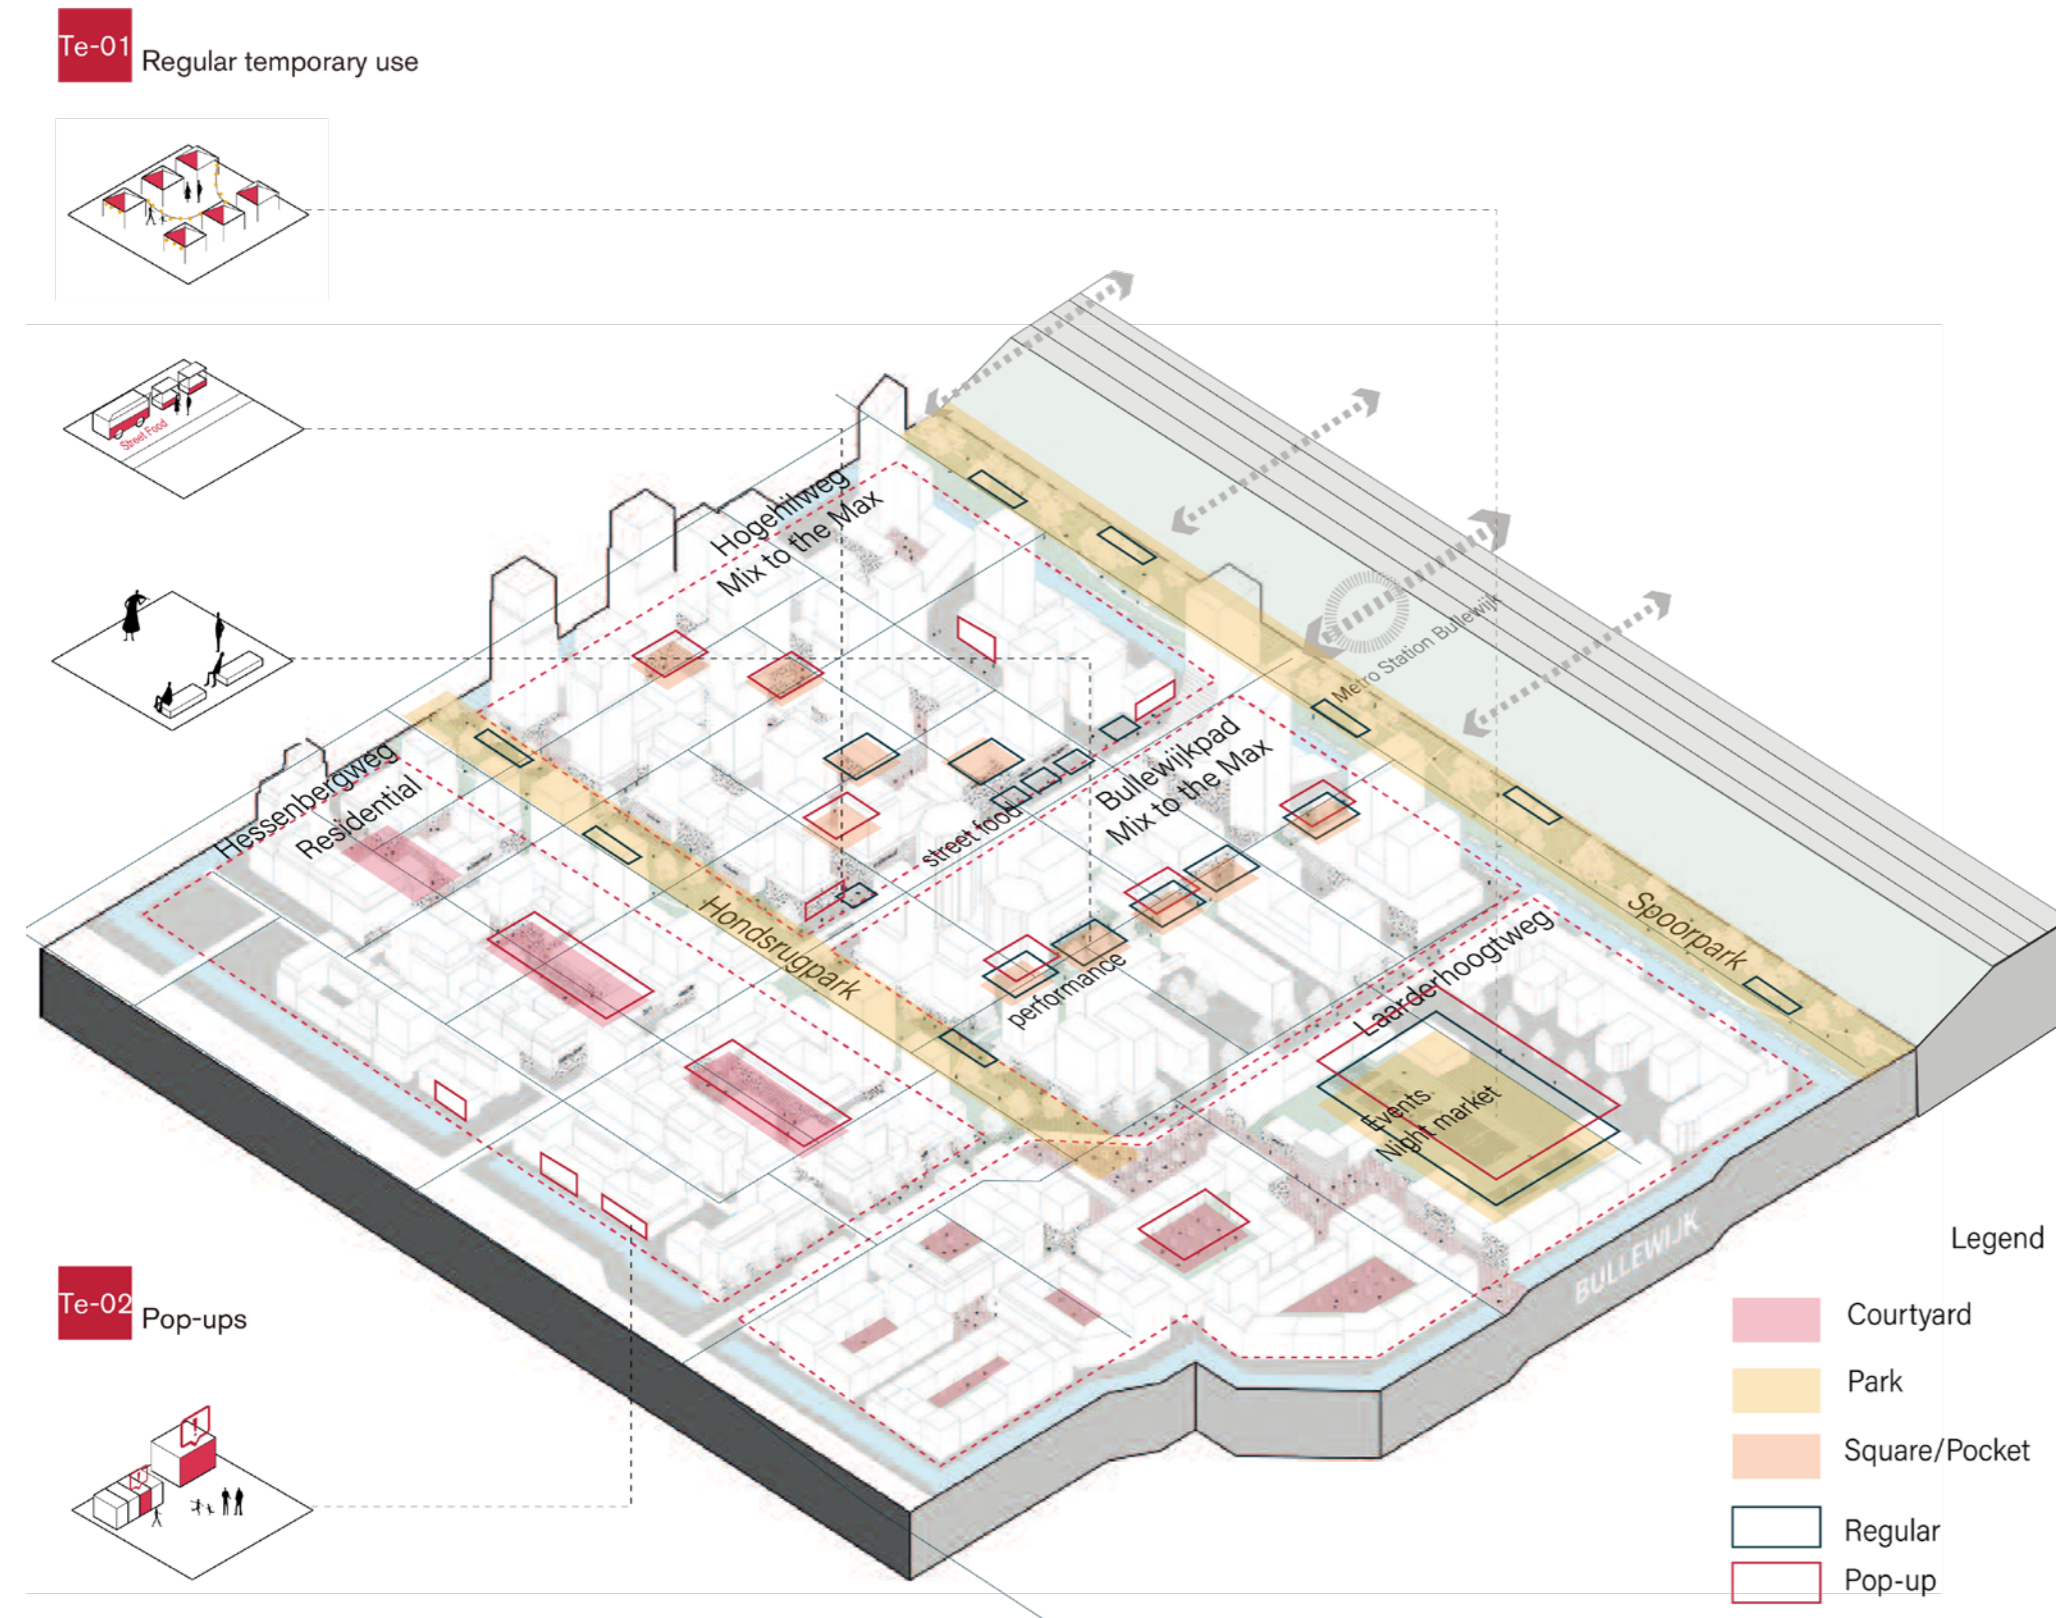 Te-01
Regular temporary use
Street Food
Hogehilweg
Mix to the Max
Metro Station Bullewijk
Hessenbergweg
Residential
Bullewijkpad
Mix to the Max
street food
Hondsrugpark
performance
Spoorpark
Laarderhoogtweg
Events
Night market
BULLEWIJK
Te-02
Pop-ups
Legend
Courtyard
Park
Square/Pocket
Regular
Pop-up